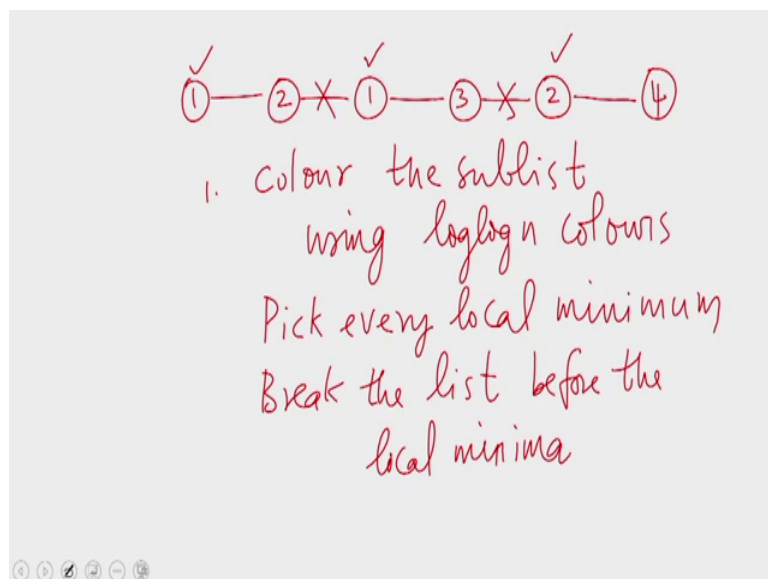 1 2 1 3 2 4
1. Colour the sublist
using loglogn colours
Pick every local minimum
Break the list before the
local minima